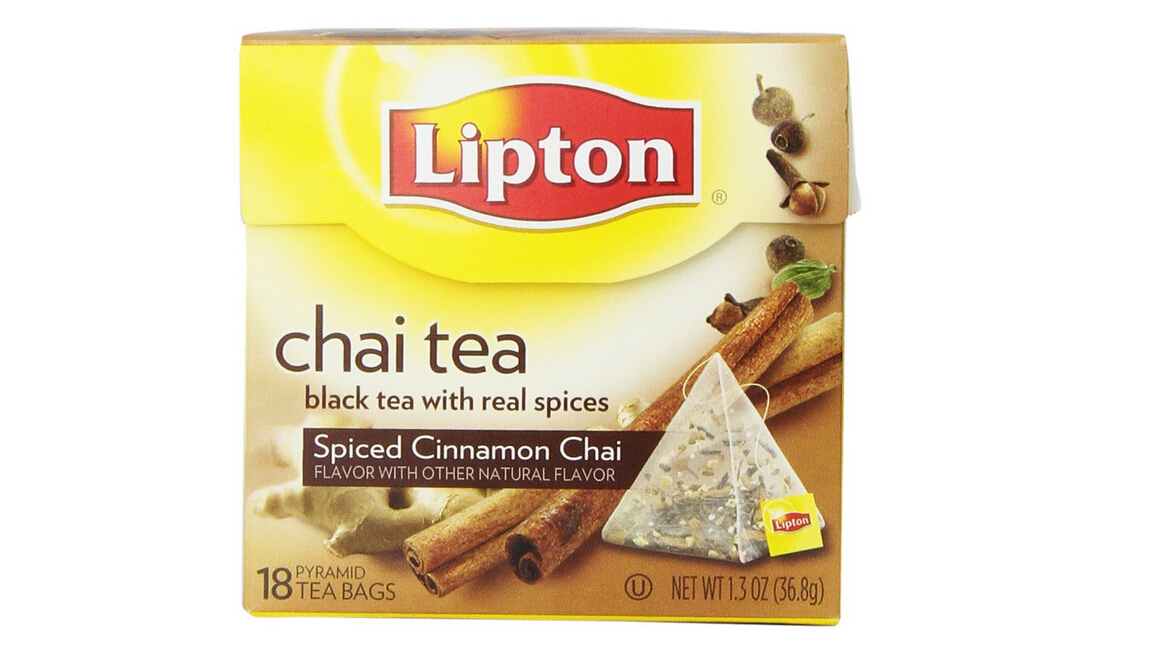 Lipton
®
chai tea
black tea with real spices
Spiced Cinnamon Chai
FLAVOR WITH OTHER NATURAL FLAVOR
Lipton
18 PYRAMID
TEA BAGS
U NET WT 1.3 OZ (36.8g)